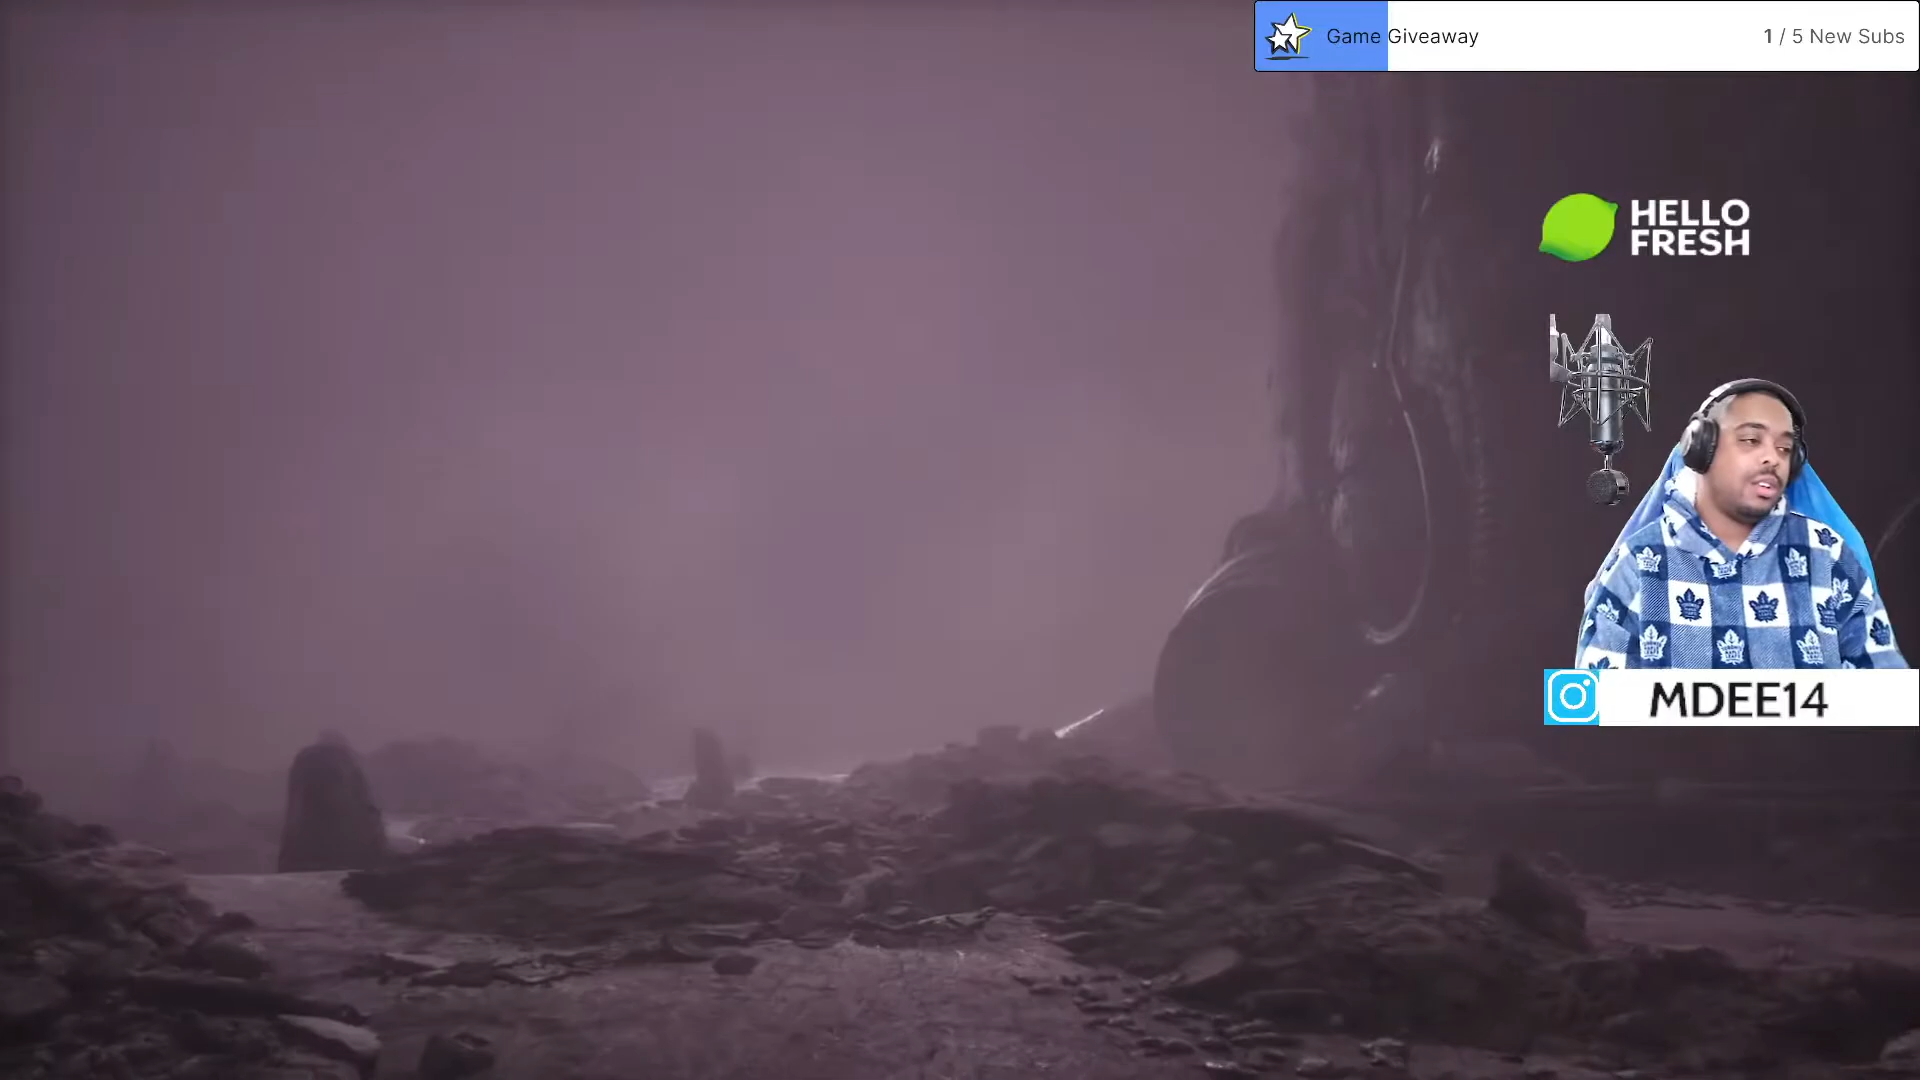 Game Giveaway
1 / 5 New Subs
HELLO
FRESH
MDEE14